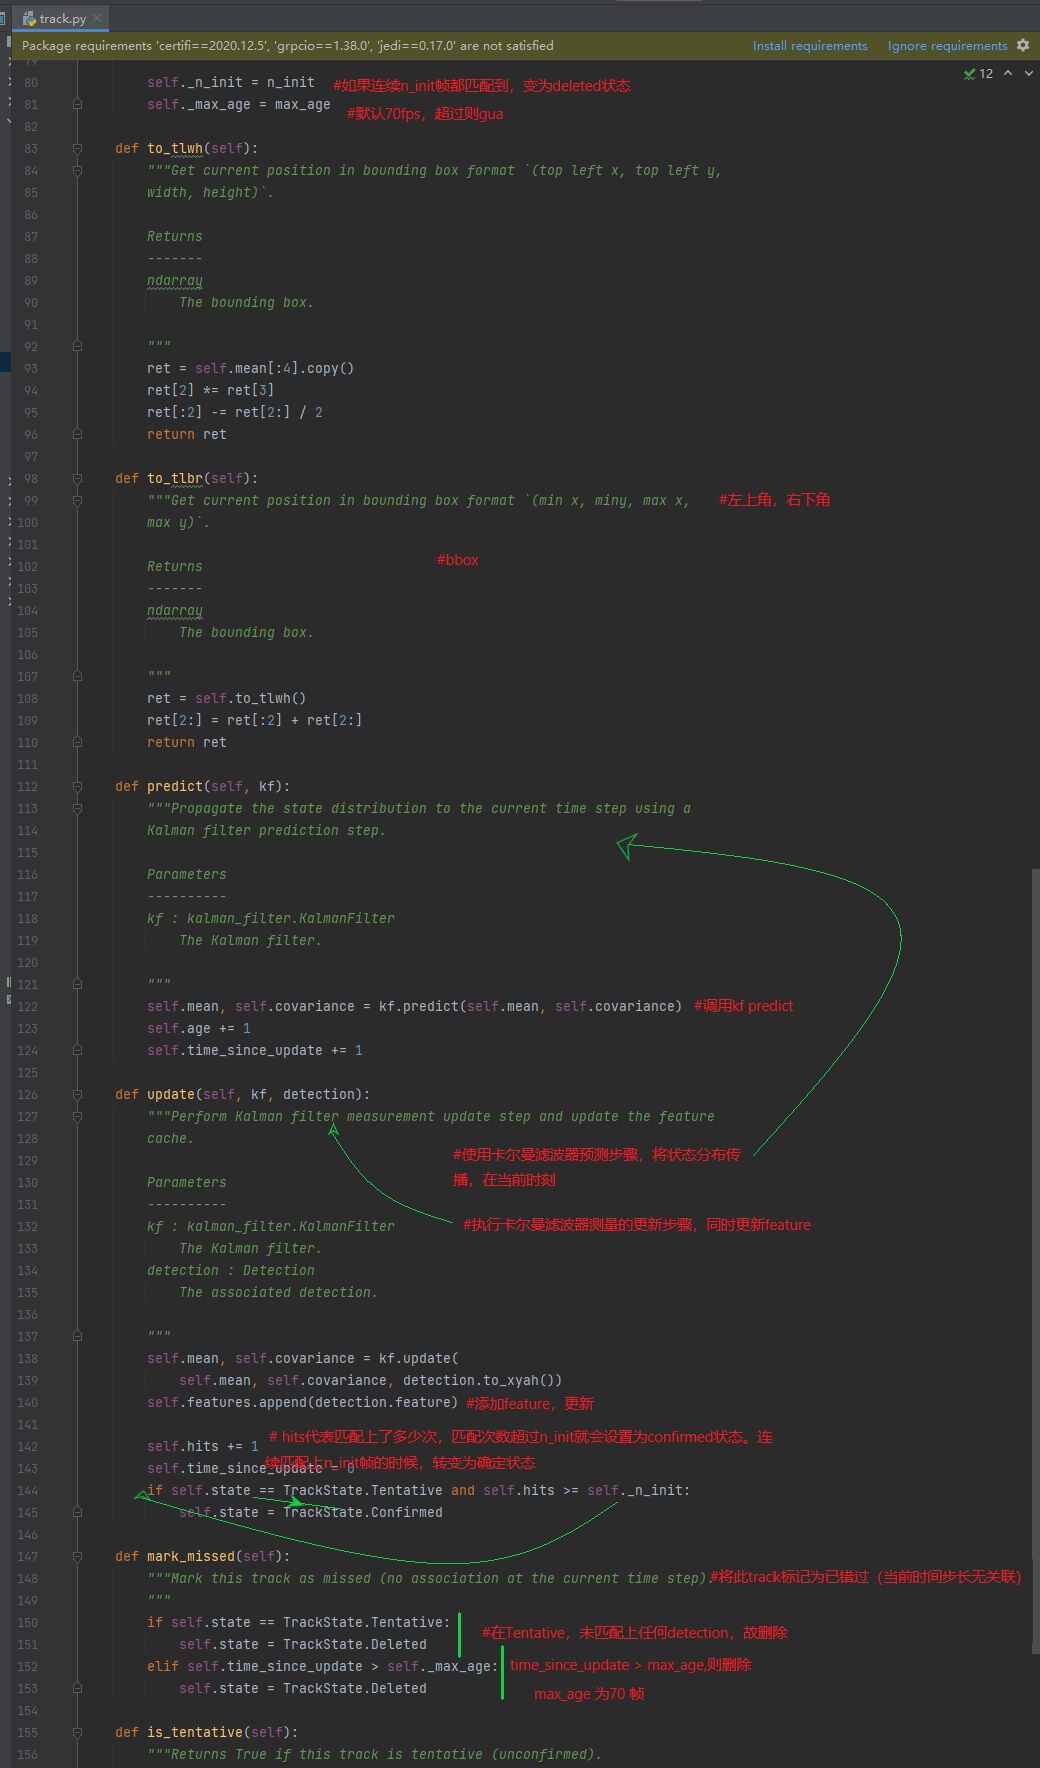 track.py
Package requirements 'certifi==2020.12.5', 'grpcio==1.38.0', 'jedi==0.17.0' are not satisfied Install requirements Ignore requirements
79
12
80 self._n_init = n_init #如果连续n_init帧都匹配到，变为deleted状态
81 self._max_age = max_age
#默认70fps，超过则gua
82
83 def to_tlwh(self):
84 """Get current position in bounding box format `(top left x, top left y,
85 width, height)`.
86
87 Returns
88 -------
89 ndarray
90 The bounding box.
91
92 """
93 ret = self.mean[:4].copy()
94 ret[2] *= ret[3]
95 ret[:2] -= ret[2:] / 2
96 return ret
97
98 def to_tlbr(self):
99 """Get current position in bounding box format `(min x, miny, max x, #左上角，右下角
100 max y)`.
101
#bbox
102 Returns
103 -------
104 ndarray
105 The bounding box.
106
107 """
108 ret = self.to_tlwh()
109 ret[2:] = ret[:2] + ret[2:]
110 return ret
111
112 def predict(self, kf):
113 """Propagate the state distribution to the current time step using a
114 Kalman filter prediction step.
115
116 Parameters
117 ----------
118 kf : kalman_filter.KalmanFilter
119 The Kalman filter.
120
121 """
122 self.mean, self.covariance = kf.predict(self.mean, self.covariance) #调用kf predict
123 self.age += 1
124 self.time_since_update += 1
125
126 def update(self, kf, detection):
127 """Perform Kalman filter measurement update step and update the feature
128 cache.
129
#使用卡尔曼滤波器预测步骤，将状态分布传
播，在当前时刻
130 Parameters
131 ----------
132 kf : kalman_filter.KalmanFilter #执行卡尔曼滤波器测量的更新步骤，同时更新feature
133 The Kalman filter.
134 detection : Detection
135 The associated detection.
136
137 """
138 self.mean, self.covariance = kf.update(
139 self.mean, self.covariance, detection.to_xyah())
140 self.features.append(detection.feature) #添加feature，更新
141
142 self.hits += 1 # hits代表匹配上了多少次，匹配次数超过n_init就会设置为confirmed状态。连
续匹配上n_init帧的时候，转变为确定状态
143 self.time_since_update = 0
144 if self.state == TrackState.Tentative and self.hits >= self._n_init:
145 self.state = TrackState.Confirmed
146
147 def mark_missed(self):
148 """Mark this track as missed (no association at the current time step). #将此track标记为已错过（当前时间步长无关联）
149 """
150 if self.state == TrackState.Tentative:
#在Tentative，未匹配上任何detection，故删除
151 self.state = TrackState.Deleted
152 elif self.time_since_update > self._max_age: time_since_update > max_age,则删除
153 self.state = TrackState.Deleted max_age 为70 帧
154
155 def is_tentative(self):
156 """Returns True if this track is tentative (unconfirmed).